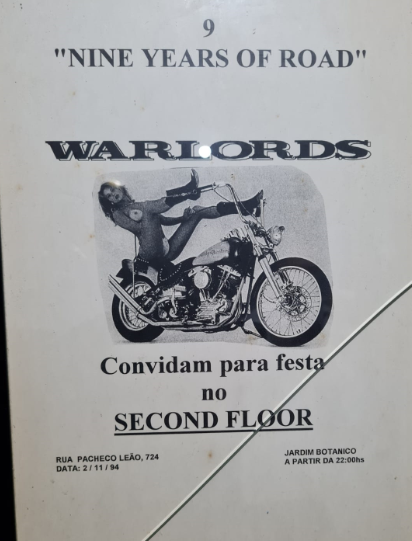 9
"NINE YEARS OF ROAD"
WARLORDS
Convidam para festa
no
SECOND FLOOR
RUA PACHECO LEÃO, 724
DATA: 2 / 11 / 94
JARDIM BOTANICO
A PARTIR DA 22:00hs